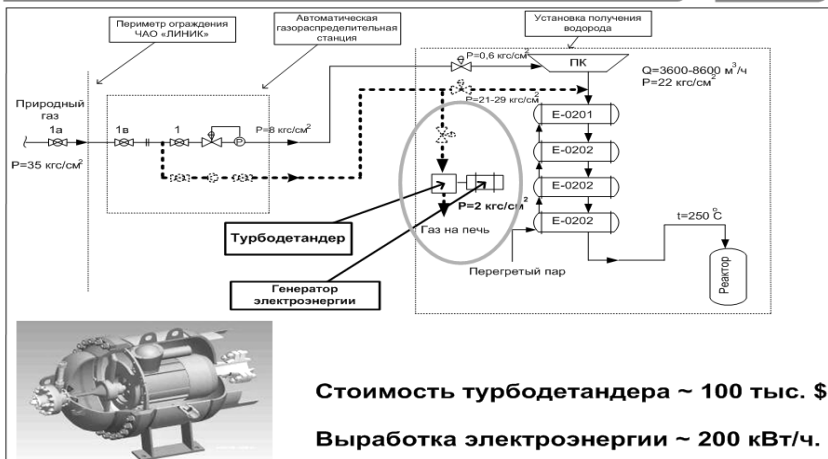 Периметр ограждения
ЧАО «ЛИНИК»
Автоматическая
газораспределительная
станция
Установка получения
водорода
P=0,6 кгс/см²
ПК
Q=3600-8600 м³/ч
P=22 кгс/см²
Природный
газ
1а
1в
1
P
P=8 кгс/см²
P=21-29 кгс/см²
P=35 кгс/см²
E-0201
E-0202
E-0202
E-0202
P=2 кгс/см²
Турбодетандер
Газ на печь
t=250 °C
Генератор
электроэнергии
Перегретый пар
Реактор
Стоимость турбодетандера ~ 100 тыс. $
Выработка электроэнергии ~ 200 кВт/ч.